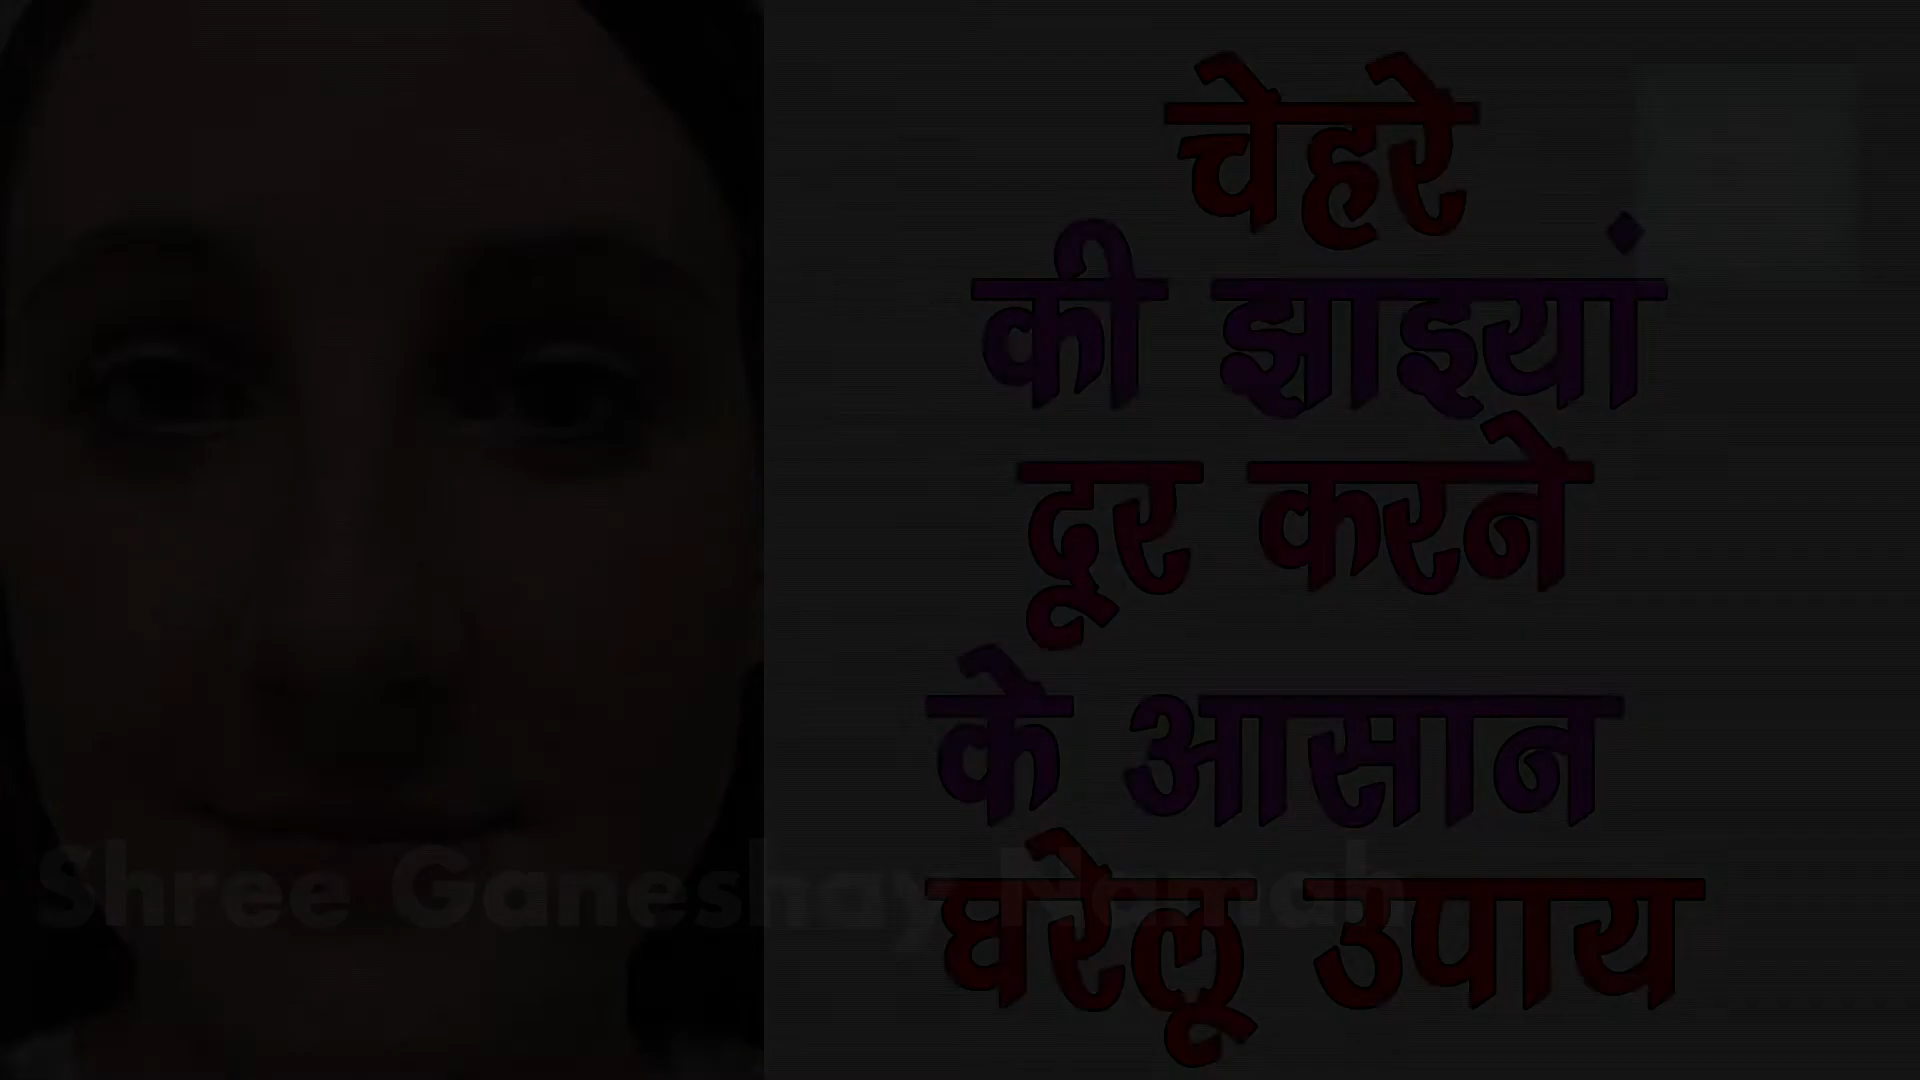 चेहरे
की झाइयां
दूर करने
के आसान
घरेलू उपाय
Shree Ganeshay Namah